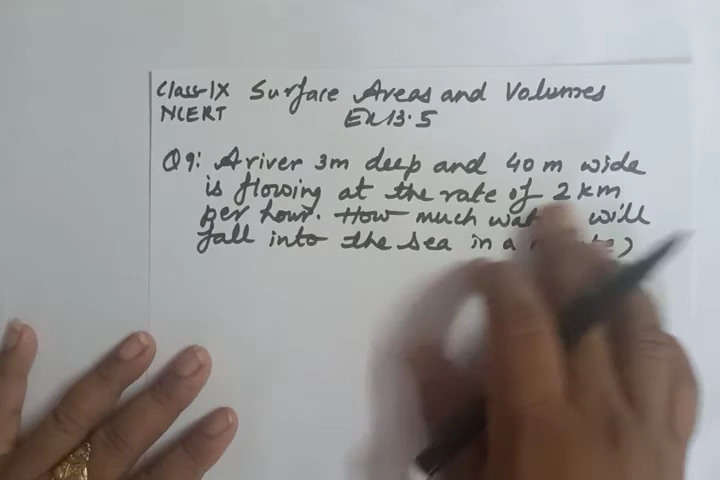 Class-IX Surface Areas and Volumes
NCERT Ex 13.5
Q9: A river 3m deep and 40 m wide
is flowing at the rate of 2 km
per hour. How much will
fall into the sea in a